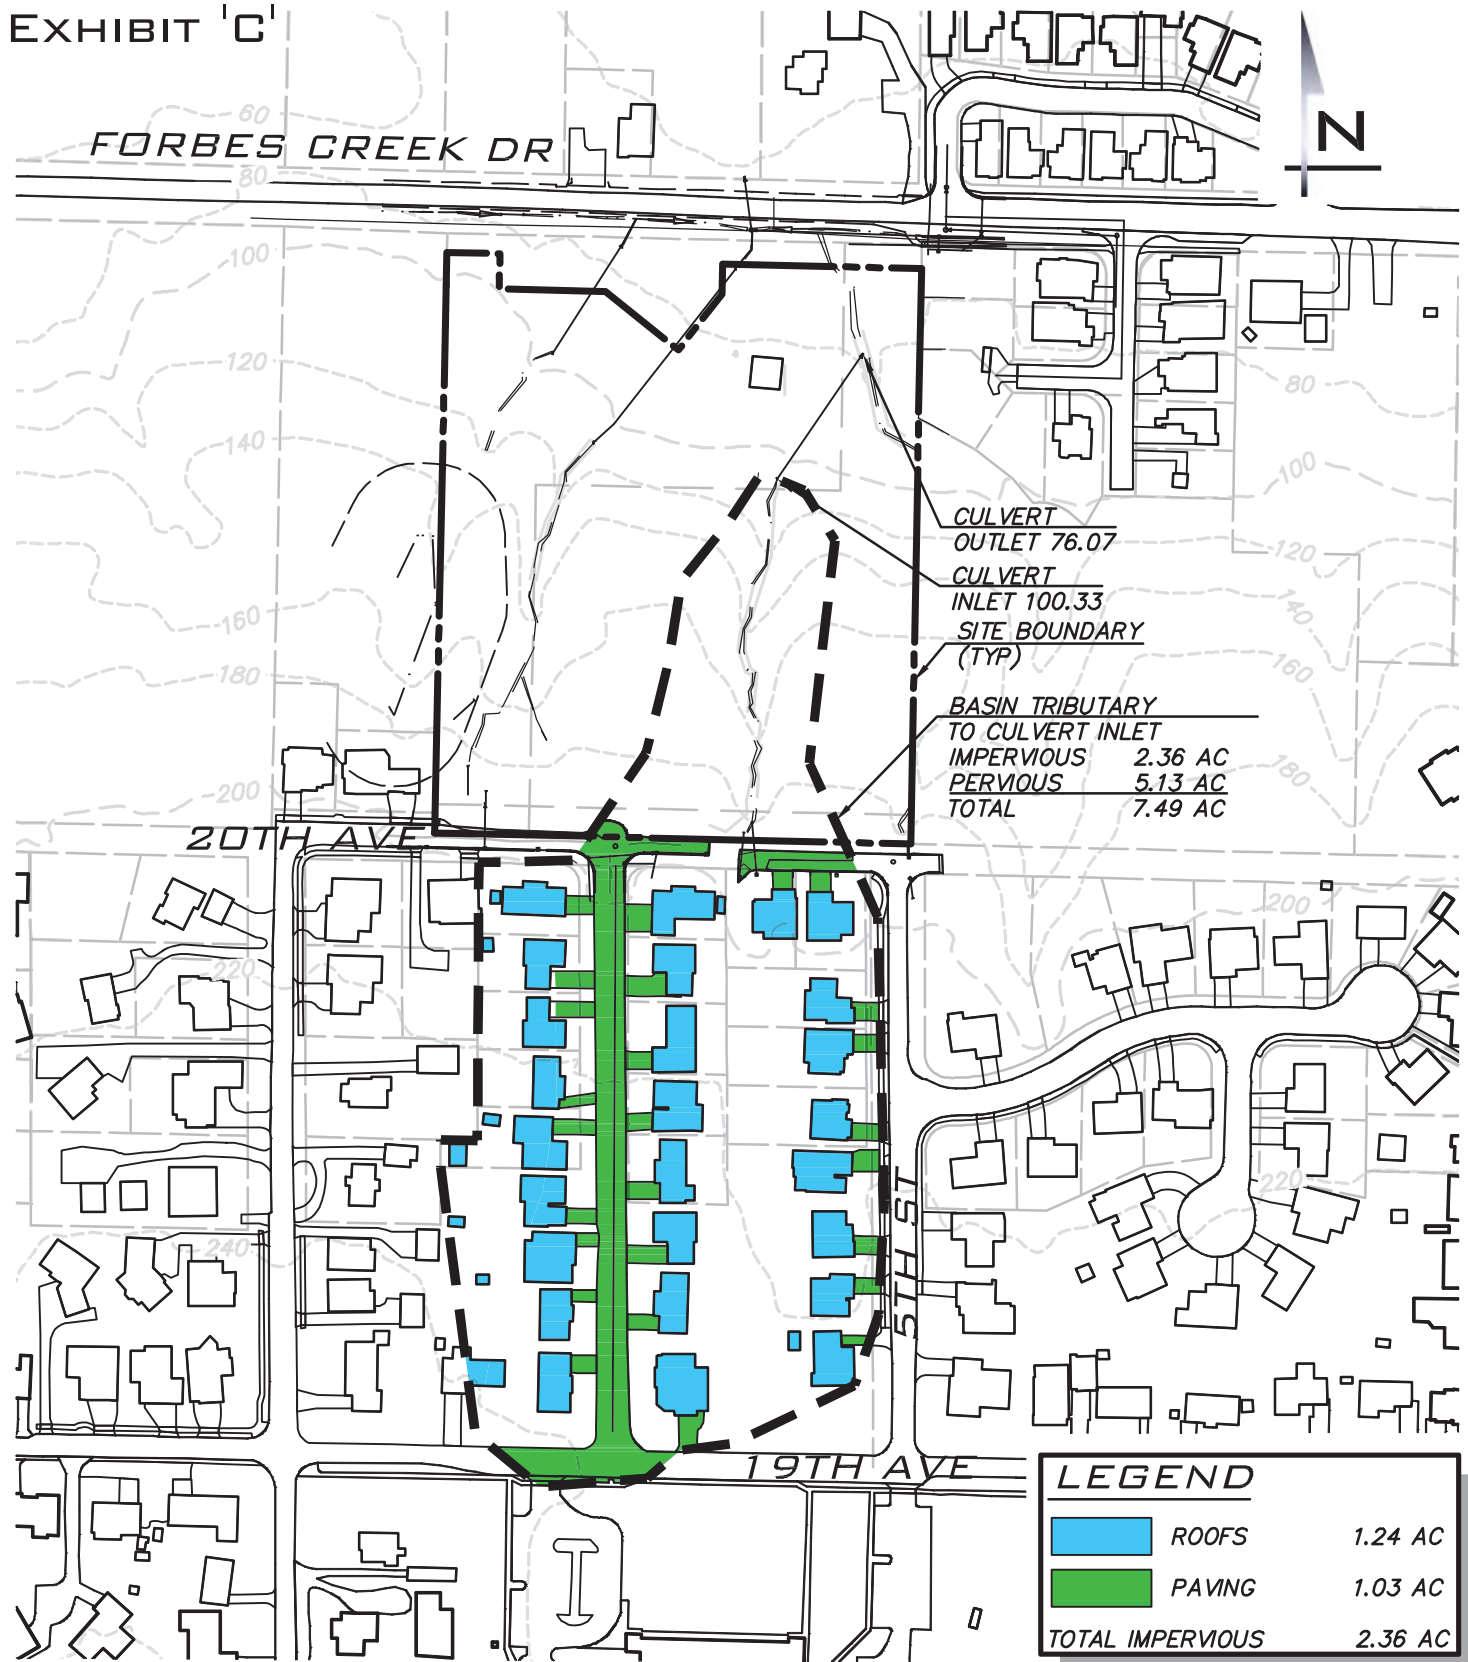 EXHIBIT 'C'
N
60
FORBES CREEK DR
80
100
120
80
140
100
CULVERT
OUTLET 76.07
120
CULVERT
INLET 100.33
140
160
SITE BOUNDARY
(TYP)
160
180
BASIN TRIBUTARY
TO CULVERT INLET
IMPERVIOUS 2.36 AC
PERVIOUS 5.13 AC
TOTAL 7.49 AC
180
200
20TH AVE
200
220
220
5TH ST
240
19TH AVE
LEGEND
ROOFS 1.24 AC
PAVING 1.03 AC
TOTAL IMPERVIOUS 2.36 AC